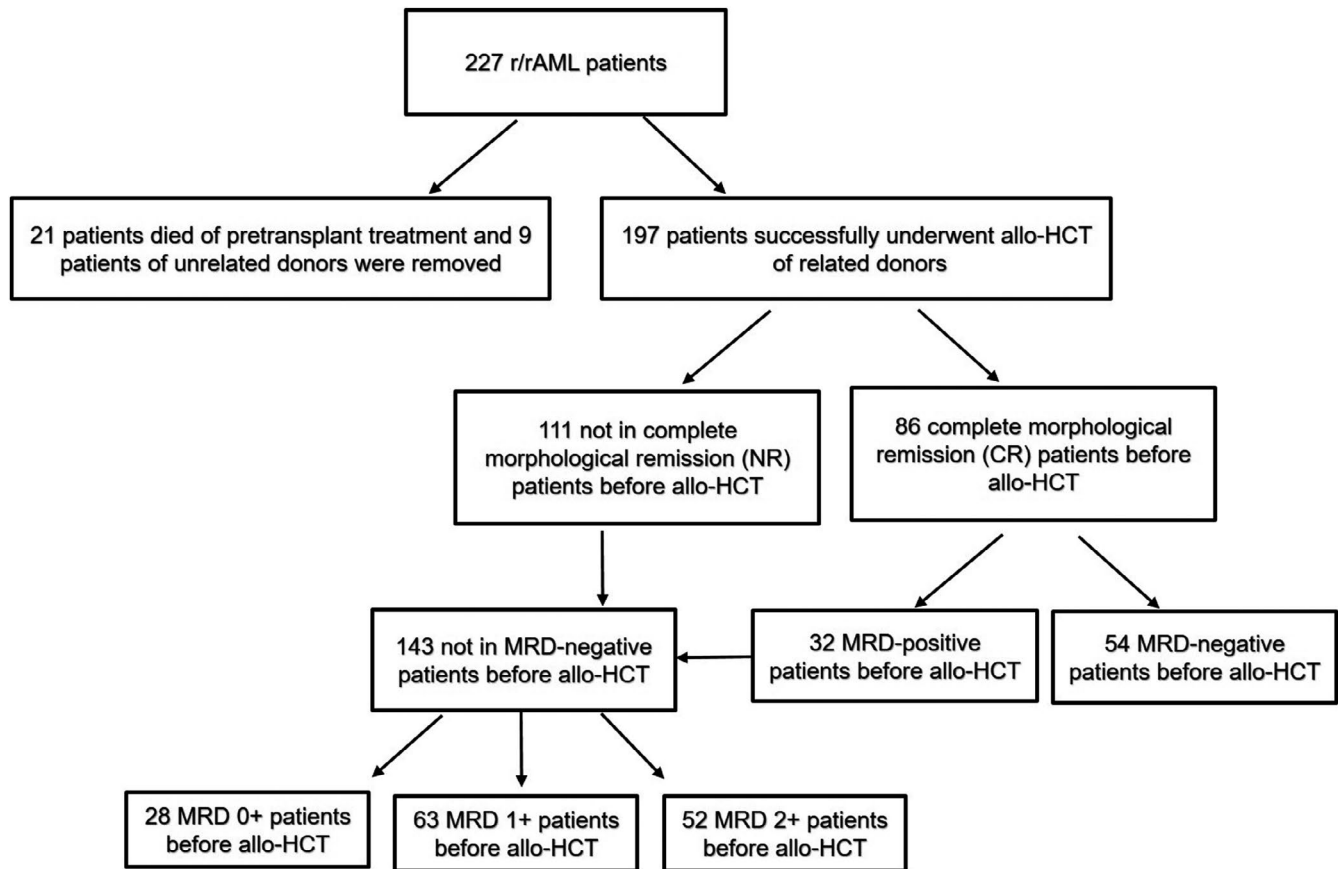 227 r/rAML patients
21 patients died of pretransplant treatment and 9
patients of unrelated donors were removed
197 patients successfully underwent allo-HCT
of related donors
111 not in complete
morphological remission (NR)
patients before allo-HCT
86 complete morphological
remission (CR) patients before
allo-HCT
143 not in MRD-negative
patients before allo-HCT
32 MRD-positive
patients before allo-HCT
54 MRD-negative
patients before allo-HCT
28 MRD 0+ patients
before allo-HCT
63 MRD 1+ patients
before allo-HCT
52 MRD 2+ patients
before allo-HCT